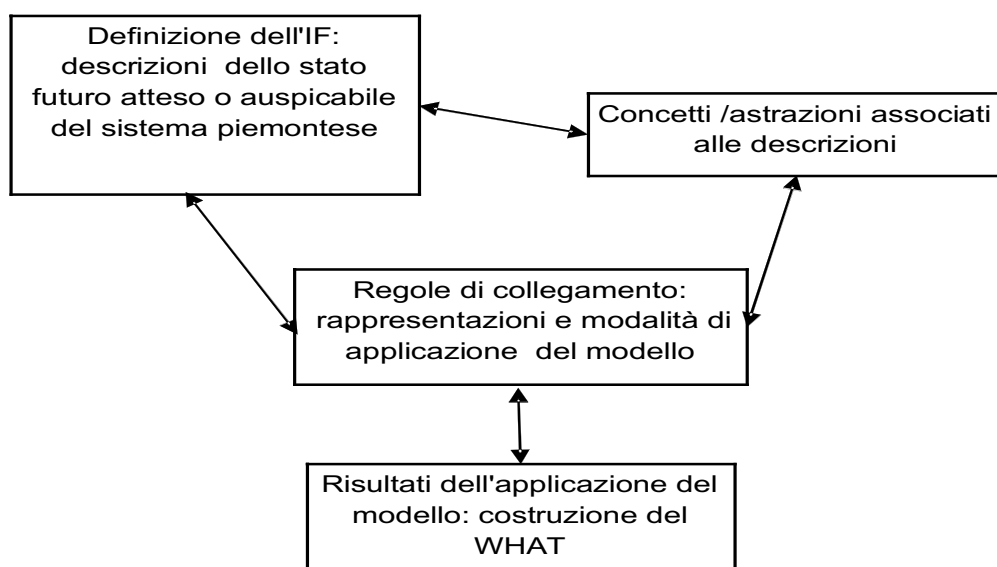 Definizione dell'IF:
descrizioni dello stato
futuro atteso o auspicabile
del sistema piemontese
Concetti /astrazioni associati
alle descrizioni
Regole di collegamento:
rappresentazioni e modalità di
applicazione del modello
Risultati dell'applicazione del
modello: costruzione del
WHAT